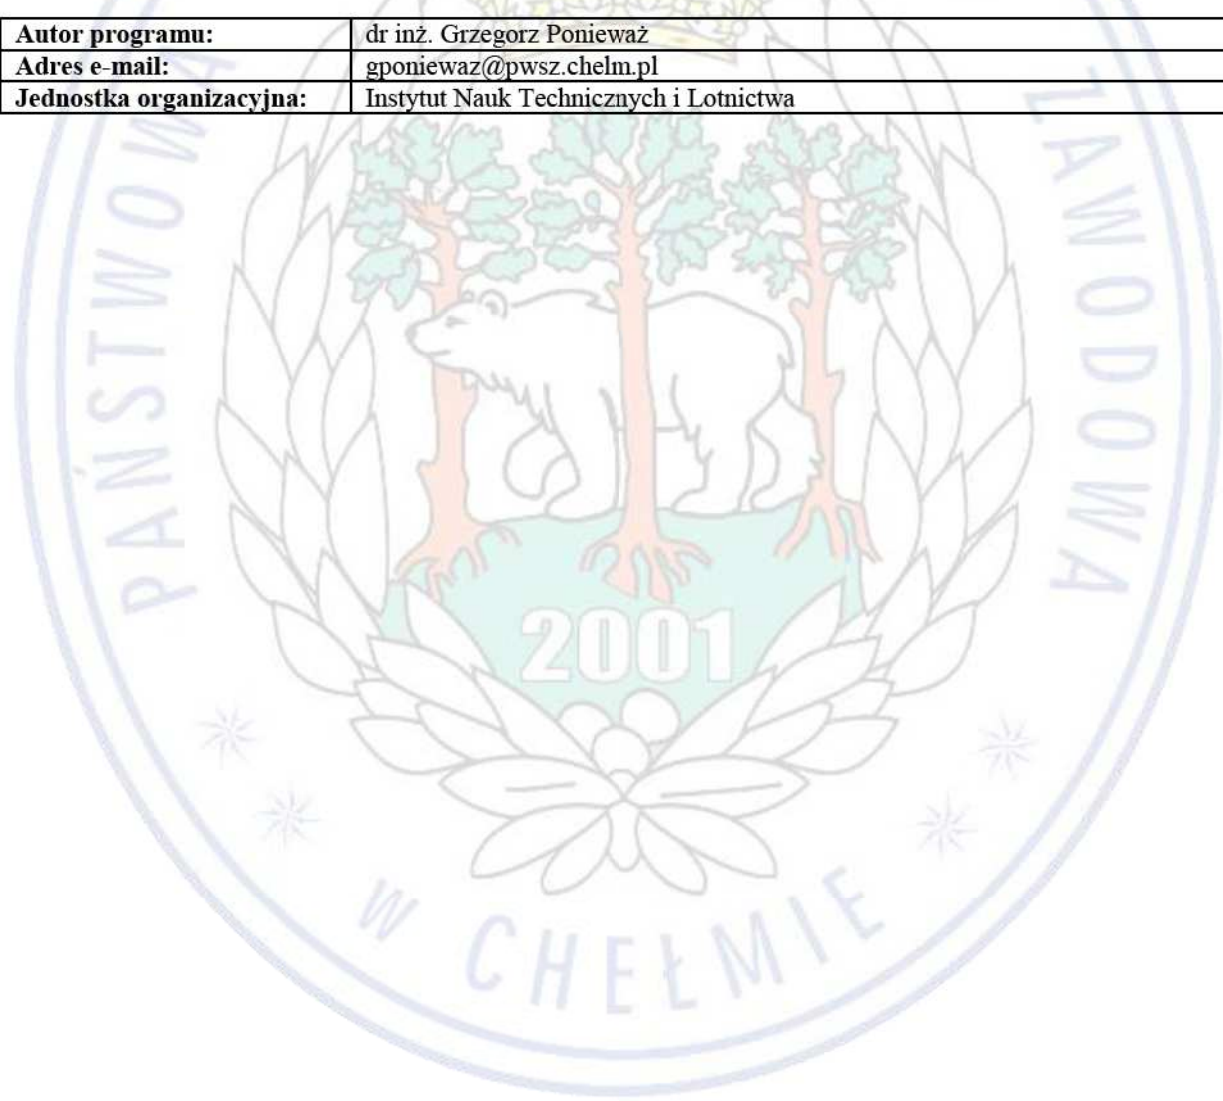 Autor programu: dr inż. Grzegorz Ponieważ
Adres e-mail: gponiewaz@pwsz.chelm.pl
Jednostka organizacyjna: Instytut Nauk Technicznych i Lotnictwa
PAŃSTWOWA
ZAWODOWA
2001
W CHEŁMIE